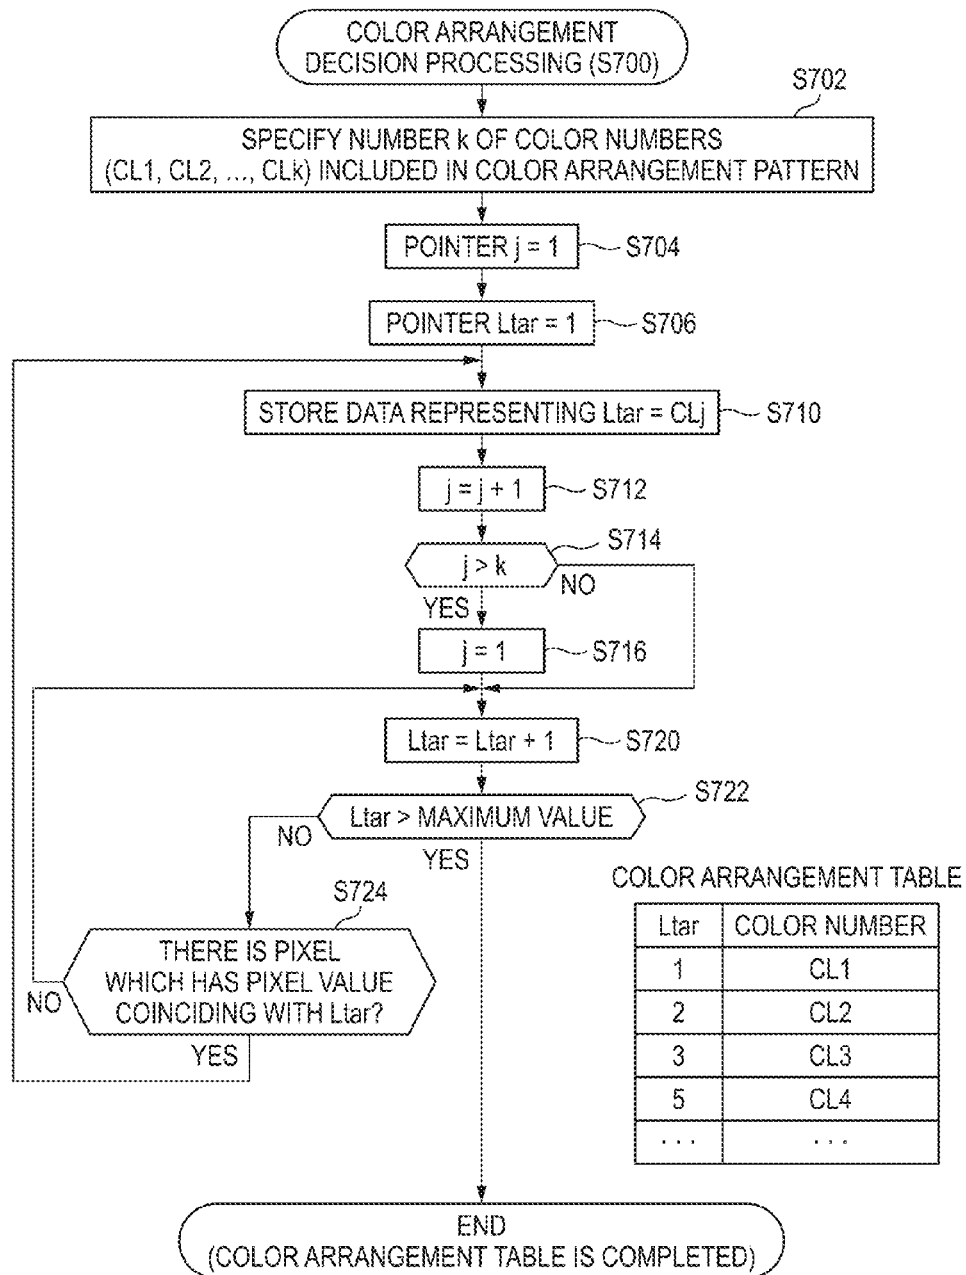 COLOR ARRANGEMENT
DECISION PROCESSING (S700)
S702
SPECIFY NUMBER k OF COLOR NUMBERS
(CL1, CL2, ..., CLk) INCLUDED IN COLOR ARRANGEMENT PATTERN
POINTER j = 1
S704
POINTER Ltar = 1
S706
STORE DATA REPRESENTING Ltar = CLj
S710
j = j + 1
S712
S714
j > k
NO
YES
j = 1
S716
Ltar = Ltar + 1
S720
S722
Ltar > MAXIMUM VALUE
NO
YES
S724
THERE IS PIXEL
WHICH HAS PIXEL VALUE
COINCIDING WITH Ltar?
NO
YES
COLOR ARRANGEMENT TABLE
Ltar COLOR NUMBER
1 CL1
2 CL2
3 CL3
5 CL4
... ...
END
(COLOR ARRANGEMENT TABLE IS COMPLETED)